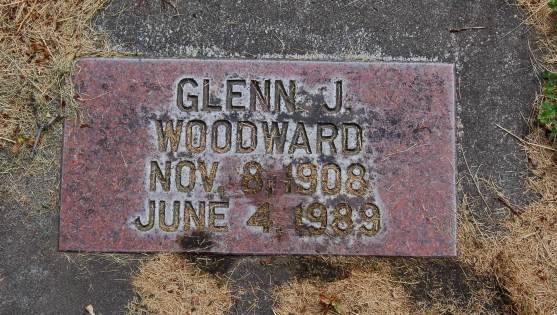 GLENN J.
WOODWARD
NOV. 8, 1908
JUNE 4, 1989